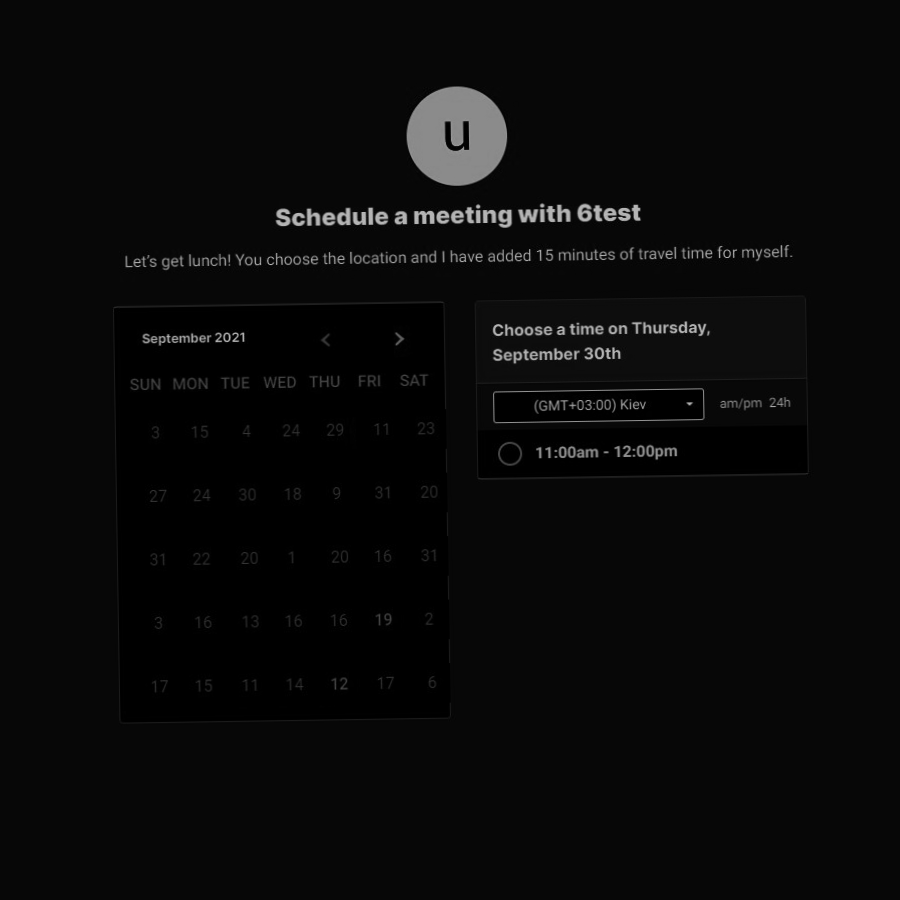 u
Schedule a meeting with 6test
Let's get lunch! You choose the location and I have added 15 minutes of travel time for myself.
September 2021
SUN MON TUE WED THU FRI SAT
3 15 4 24 29 11 23
27 24 30 18 9 31 20
31 22 20 1 20 16 31
3 16 13 16 16 19 2
17 15 11 14 12 17 6
Choose a time on Thursday,
September 30th
(GMT+03:00) Kiev
am/pm 24h
11:00am - 12:00pm